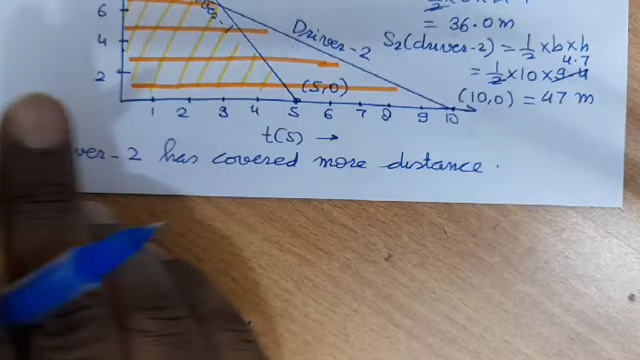 = 36.0 m
6
4
2
Driver-2
S₂(driver-2) = ½ × b × h
= ½ × 10 × 9.4
4.7
(5,0)
(10,0) = 47 m
1 2 3 4 5 6 7 8 9 10
t(s) →
ver-2 has covered more distance.